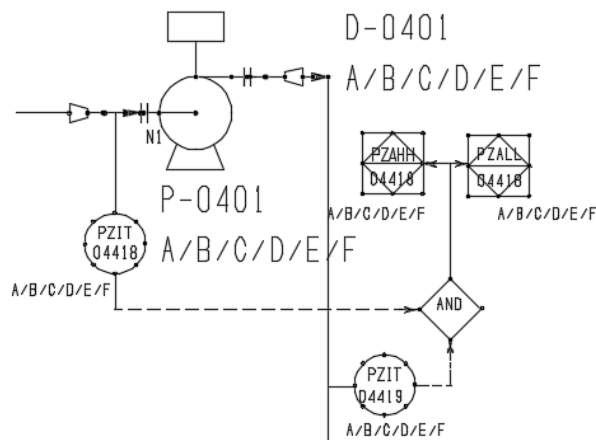 D-0401
A/B/C/D/E/F
N1
P-0401
A/B/C/D/E/F
PZAHH
04418
A/B/C/D/E/F
PZALL
04418
A/B/C/D/E/F
PZIT
04418
A/B/C/D/E/F
AND
PZIT
04419
A/B/C/D/E/F